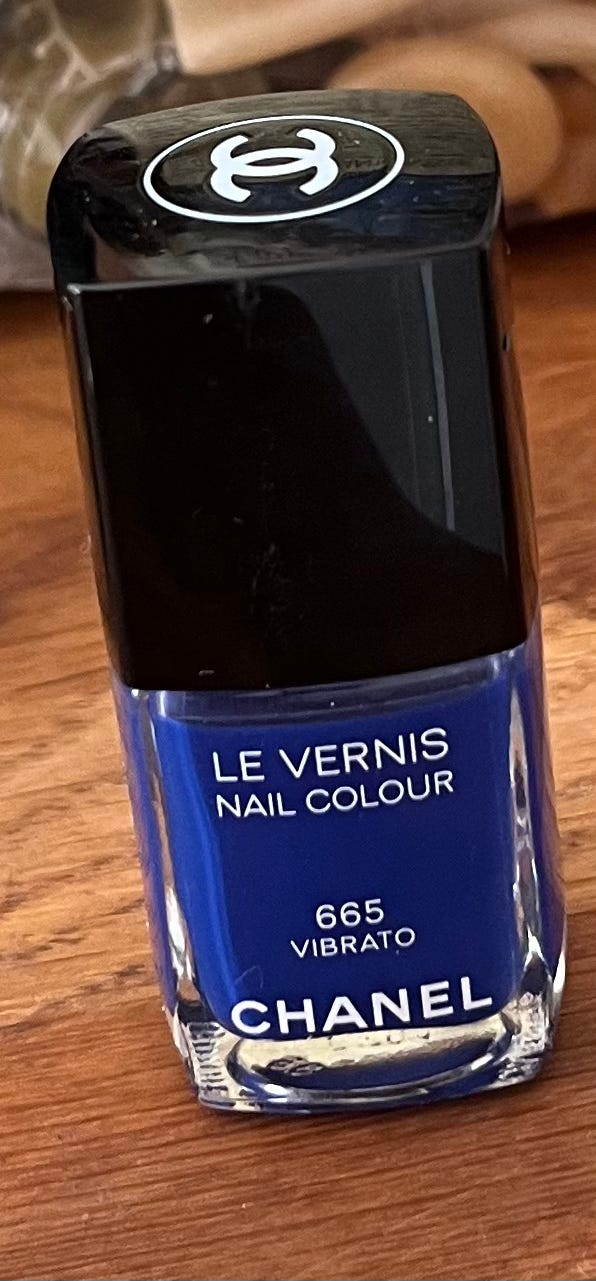 LE VERNIS
NAIL COLOUR
665
VIBRATO
CHANEL